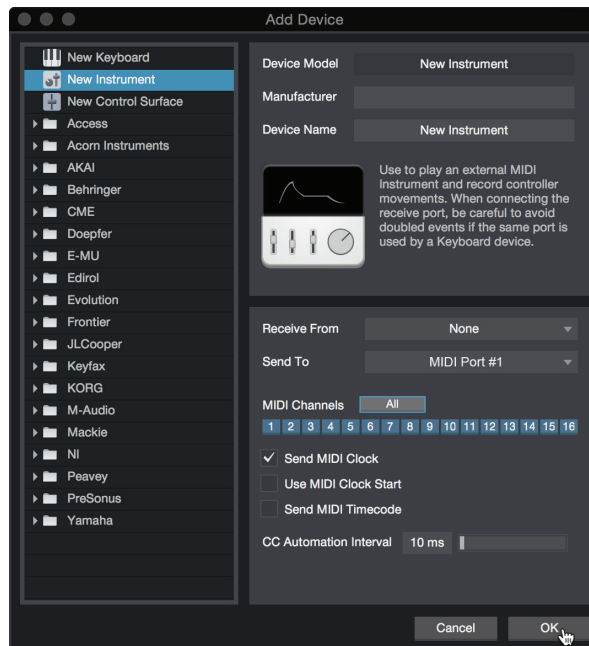 Add Device
New Keyboard
New Instrument
New Control Surface
Access
Acorn Instruments
AKAI
Behringer
CME
Doepfer
E-MU
Edirol
Evolution
Frontier
JLCooper
Keyfax
KORG
M-Audio
Mackie
NI
Peavey
PreSonus
Yamaha
Device Model New Instrument
Manufacturer
Device Name New Instrument
Use to play an external MIDI
Instrument and record controller
movements. When connecting the
receive port, be careful to avoid
doubled events if the same port is
used by a Keyboard device.
Receive From None
Send To MIDI Port #1
MIDI Channels All
1 2 3 4 5 6 7 8 9 10 11 12 13 14 15 16
Send MIDI Clock
Use MIDI Clock Start
Send MIDI Timecode
CC Automation Interval 10 ms
Cancel OK